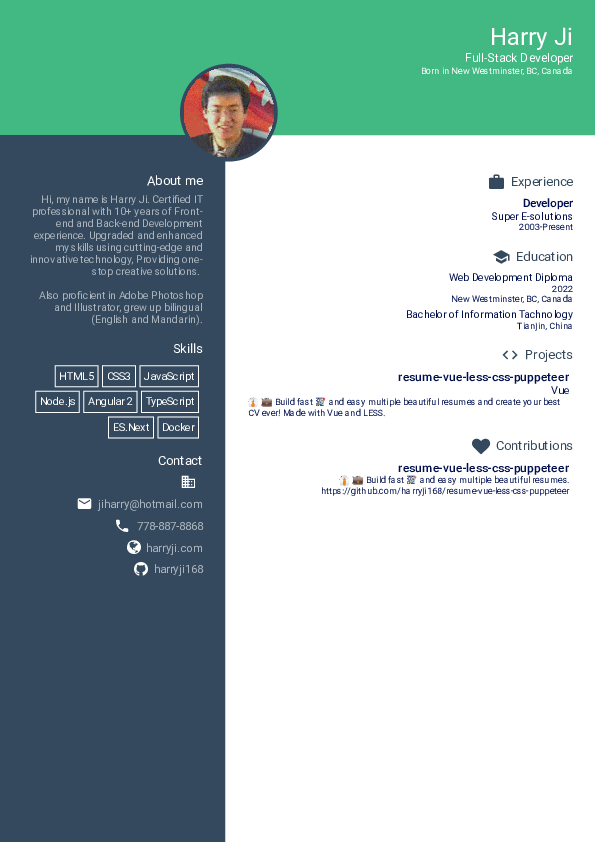 Harry Ji
Full-Stack Developer
Born in New Westminster, BC, Canada
About me
Hi, my name is Harry Ji. Certified IT
professional with 10+ years of Front-
end and Back-end Development
experience. Upgraded and enhanced
my skills using cutting-edge and
innovative technology, Providing one-
stop creative solutions.
Also proficient in Adobe Photoshop
and Illustrator, grew up bilingual
(English and Mandarin).
Skills
HTML5 CSS3 JavaScript
Node.js Angular 2 TypeScript
ES.Next Docker
Contact
jiharry@hotmail.com
778-887-8868
harryji.com
harryji168
Experience
Developer
Super E-solutions
2003-Present
Education
Web Development Diploma
2022
New Westminster, BC, Canada
Bachelor of Information Tachnology
Tianjin, China
Projects
resume-vue-less-css-puppeteer
Vue
👔 💼 Build fast 🏗 and easy multiple beautiful resumes and create your best
CV ever! Made with Vue and LESS.
Contributions
resume-vue-less-css-puppeteer
👔 💼 Build fast 🏗 and easy multiple beautiful resumes.
https://github.com/harryji168/resume-vue-less-css-puppeteer